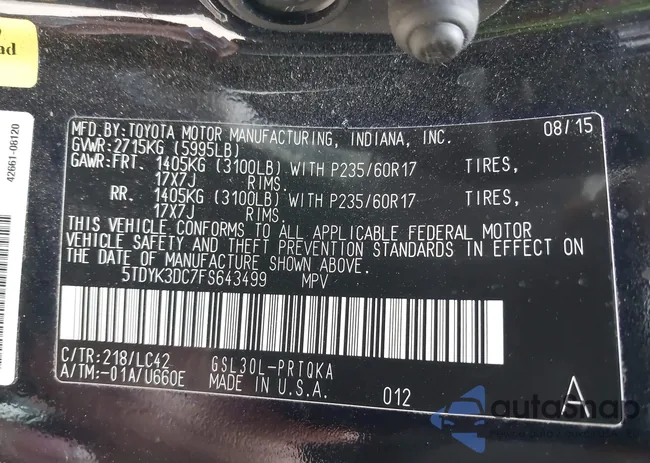 ad
42661-06120
MFD.BY:TOYOTA MOTOR MANUFACTURING, INDIANA, INC. 08/15
GVWR:2715KG (5995LB)
GAWR:FRT. 1405KG (3100LB) WITH P235/60R17 TIRES,
17X7J RIMS.
RR. 1405KG (3100LB) WITH P235/60R17 TIRES,
17X7J RIMS.
THIS VEHICLE CONFORMS TO ALL APPLICABLE FEDERAL MOTOR
VEHICLE SAFETY AND THEFT PREVENTION STANDARDS IN EFFECT ON
THE DATE OF MANUFACTURE SHOWN ABOVE.
5TDYK3DC7FS643499 MPV
C/TR:218/LC42 GSL30L-PRTQKA
A/TM:-01A/U660E MADE IN U.S.A. 012 A
autoSnap